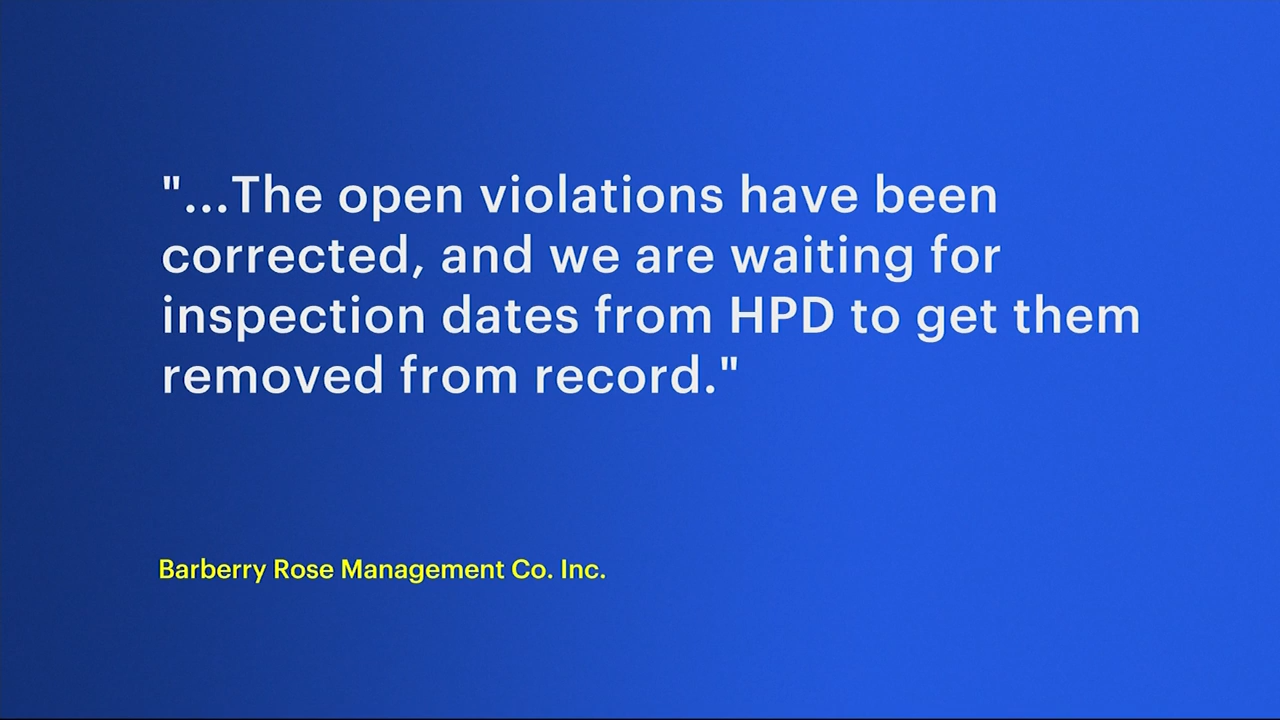 "...The open violations have been
corrected, and we are waiting for
inspection dates from HPD to get them
removed from record."
Barberry Rose Management Co. Inc.